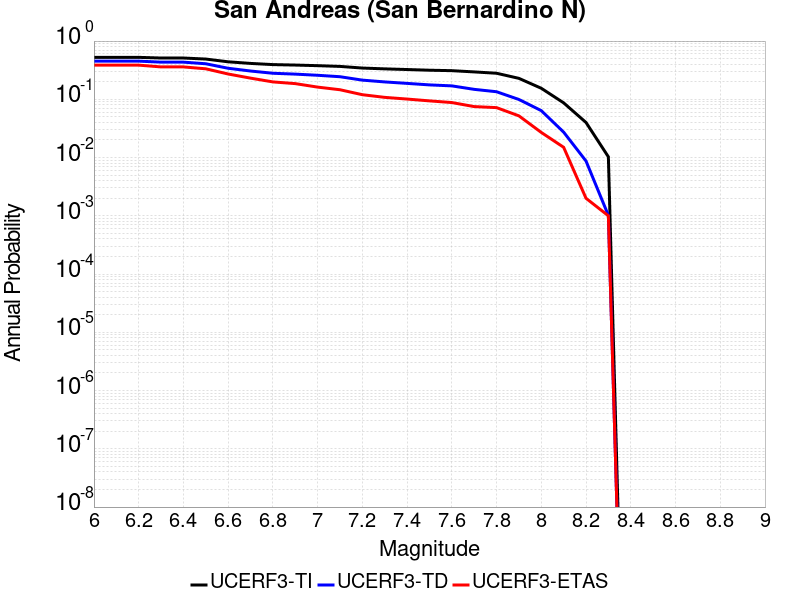 San Andreas (San Bernardino N)
10^0
10^-1
10^-2
10^-3
10^-4
10^-5
10^-6
10^-7
10^-8
Annual Probability
6 6.2 6.4 6.6 6.8 7 7.2 7.4 7.6 7.8 8 8.2 8.4 8.6 8.8 9
Magnitude
UCERF3-TI UCERF3-TD UCERF3-ETAS